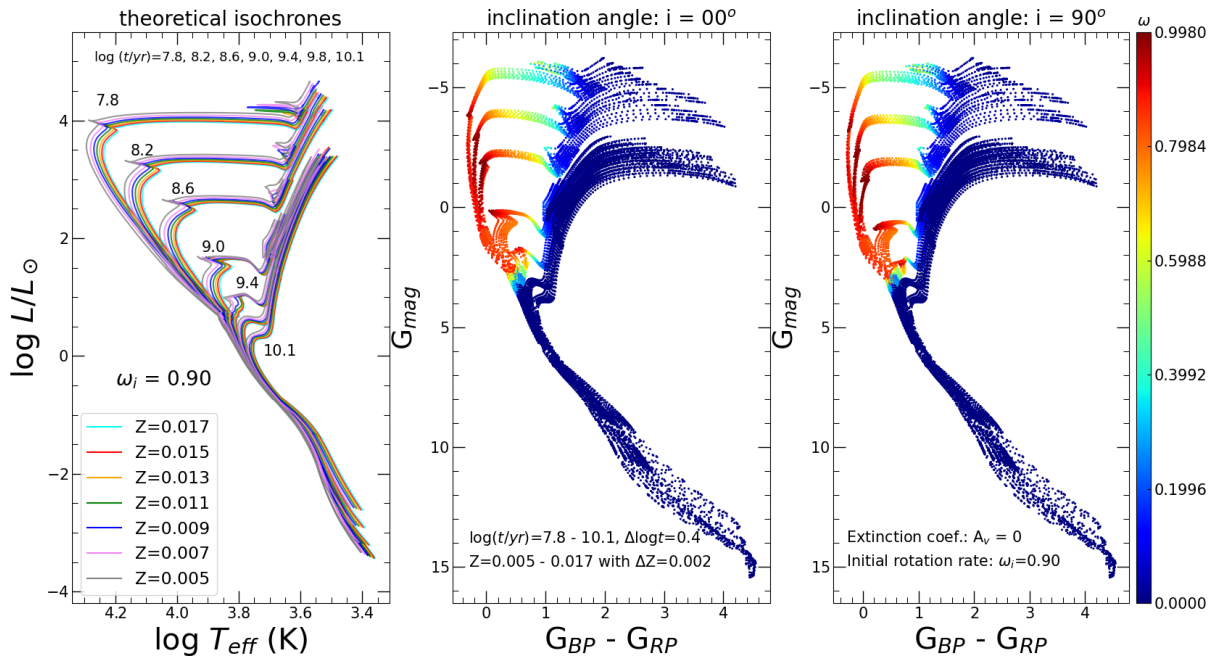 theoretical isochrones
log (t/yr)=7.8, 8.2, 8.6, 9.0, 9.4, 9.8, 10.1
7.8
8.2
8.6
9.0
9.4
10.1
ω_i = 0.90
Z=0.017
Z=0.015
Z=0.013
Z=0.011
Z=0.009
Z=0.007
Z=0.005
log L/L⊙
4
2
0
−2
−4
4.2 4.0 3.8 3.6 3.4
log T_eff (K)
inclination angle: i = 00°
G_mag
−5
0
5
10
15
log(t/yr)=7.8 - 10.1, Δlogt=0.4
Z=0.005 - 0.017 with ΔZ=0.002
0 1 2 3 4
G_BP - G_RP
inclination angle: i = 90°
G_mag
−5
0
5
10
15
Extinction coef.: A_v = 0
Initial rotation rate: ω_i=0.90
0 1 2 3 4
G_BP - G_RP
ω
0.9980
0.7984
0.5988
0.3992
0.1996
0.0000